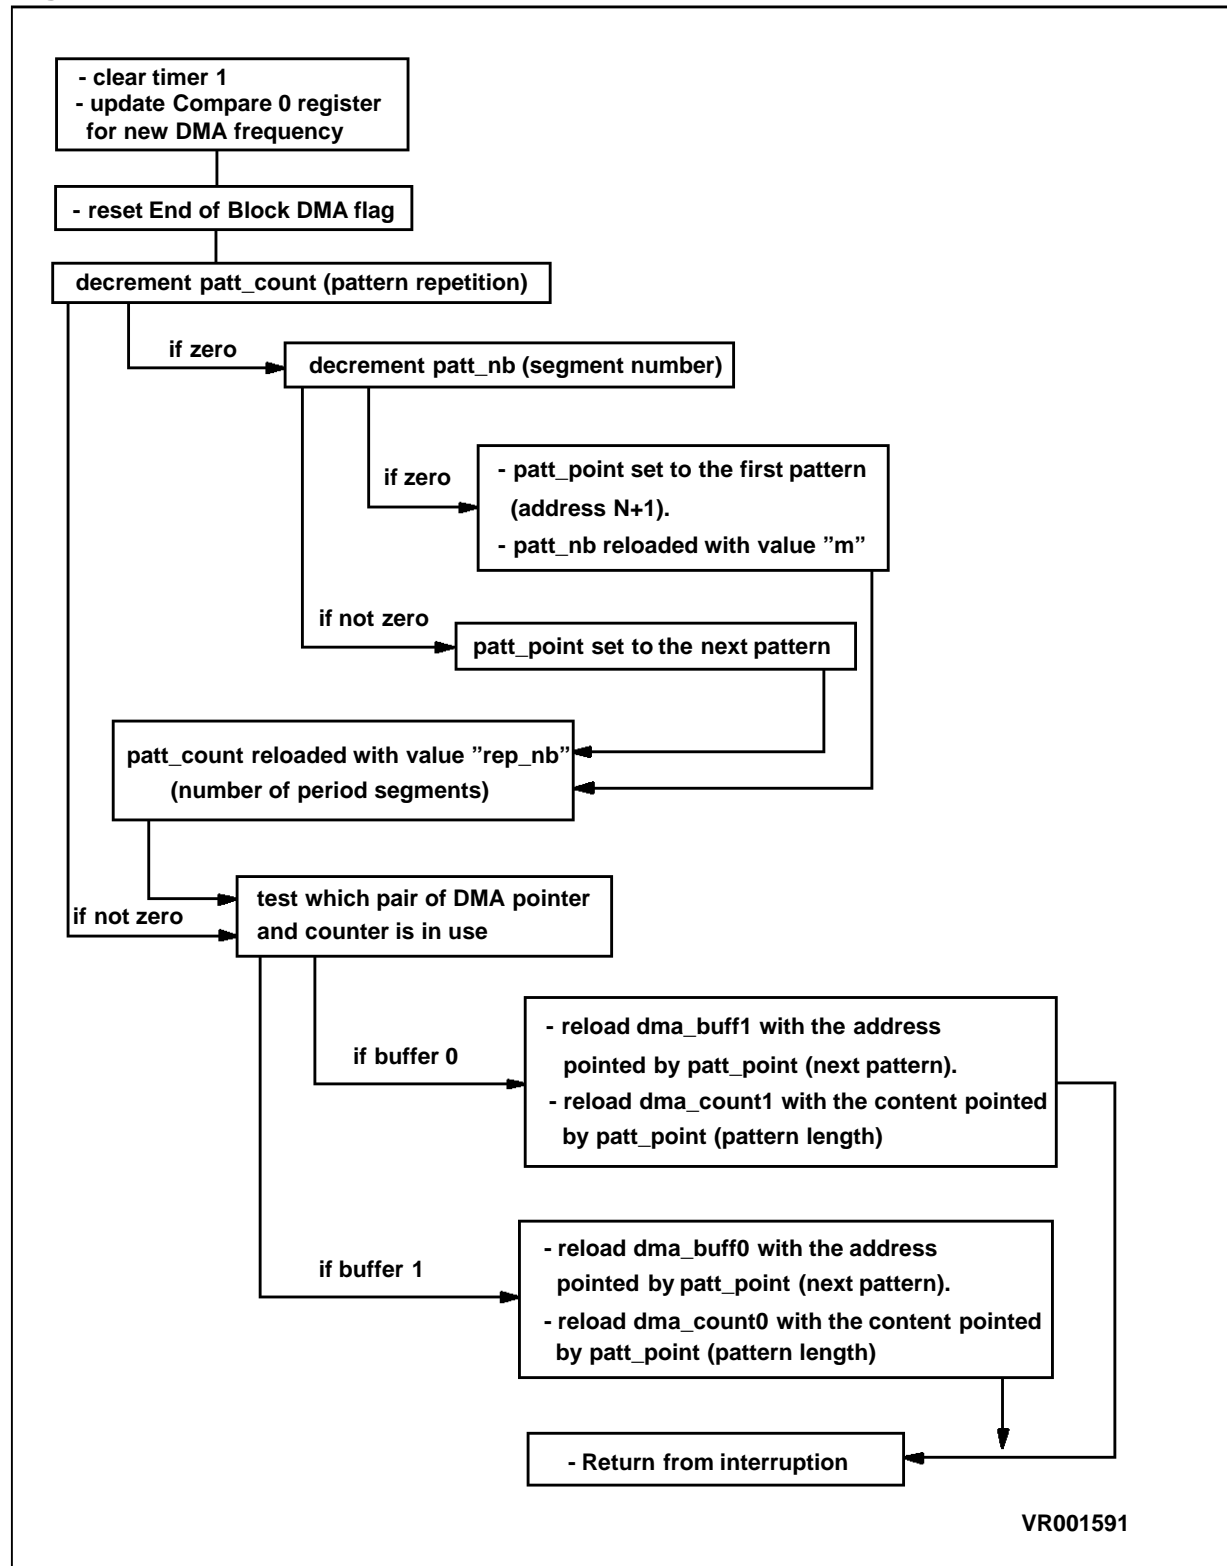 - clear timer 1
- update Compare 0 register
for new DMA frequency
- reset End of Block DMA flag
decrement patt_count (pattern repetition)
if zero
decrement patt_nb (segment number)
if zero
- patt_point set to the first pattern
(address N+1).
- patt_nb reloaded with value ”m”
if not zero
patt_point set to the next pattern
patt_count reloaded with value ”rep_nb”
(number of period segments)
if not zero
test which pair of DMA pointer
and counter is in use
if buffer 0
- reload dma_buff1 with the address
pointed by patt_point (next pattern).
- reload dma_count1 with the content pointed
by patt_point (pattern length)
if buffer 1
- reload dma_buff0 with the address
pointed by patt_point (next pattern).
- reload dma_count0 with the content pointed
by patt_point (pattern length)
- Return from interruption
VR001591